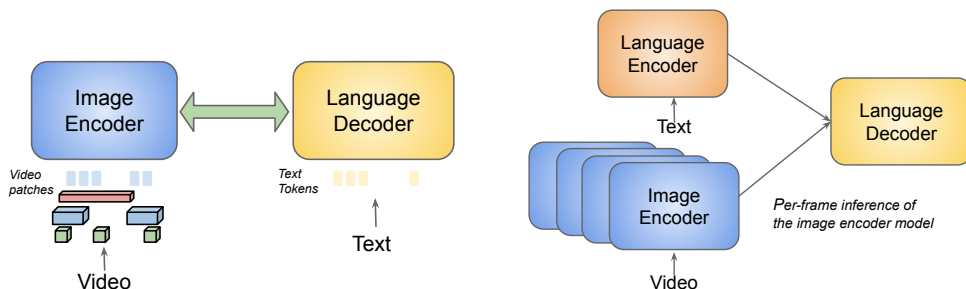 Image
Encoder
Language
Decoder
Video
patches
Text
Tokens
Video
Text
Language
Encoder
Text
Language
Decoder
Image
Encoder
Per-frame inference of
the image encoder model
Video